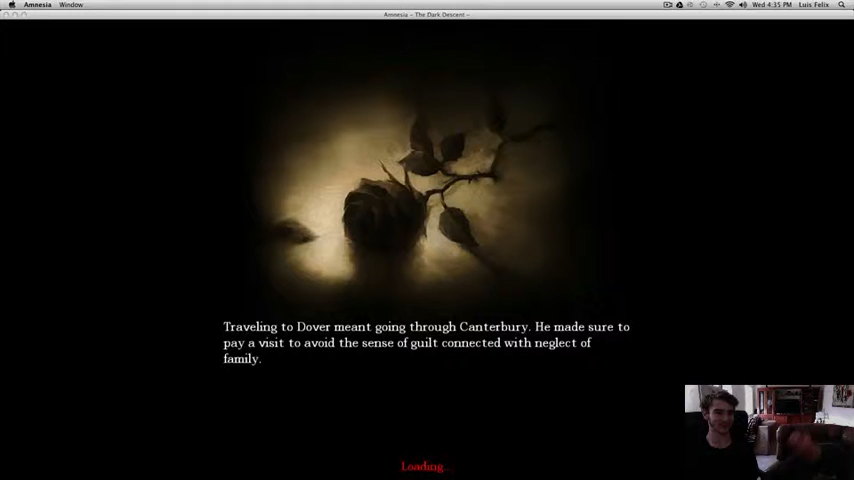 Amnesia Window Wed 4:35 PM Luis Felix
Amnesia - The Dark Descent -
Traveling to Dover meant going through Canterbury. He made sure to
pay a visit to avoid the sense of guilt connected with neglect of
family.
Loading..